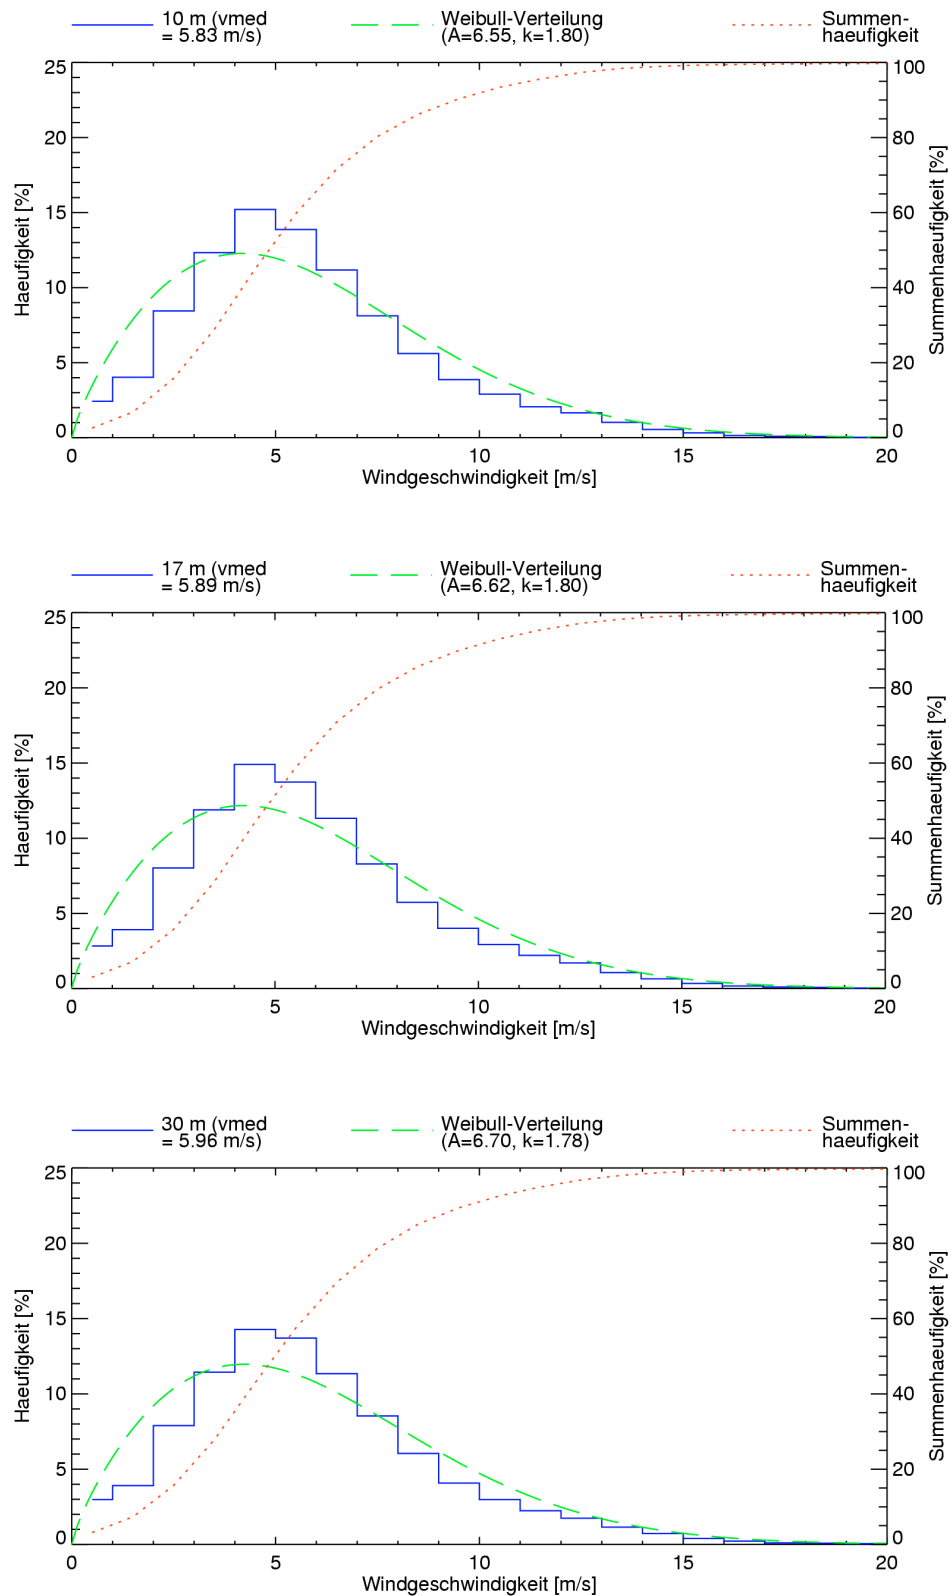 10 m (vmed
= 5.83 m/s)
Weibull-Verteilung
(A=6.55, k=1.80)
Summen-
haeufigkeit
25
20
15
10
5
0
Haeufigkeit [%]
100
80
60
40
20
0
Summenhaeufigkeit [%]
0 5 10 15 20
Windgeschwindigkeit [m/s]
17 m (vmed
= 5.89 m/s)
Weibull-Verteilung
(A=6.62, k=1.80)
Summen-
haeufigkeit
25
20
15
10
5
0
Haeufigkeit [%]
100
80
60
40
20
0
Summenhaeufigkeit [%]
0 5 10 15 20
Windgeschwindigkeit [m/s]
30 m (vmed
= 5.96 m/s)
Weibull-Verteilung
(A=6.70, k=1.78)
Summen-
haeufigkeit
25
20
15
10
5
0
Haeufigkeit [%]
100
80
60
40
20
0
Summenhaeufigkeit [%]
0 5 10 15 20
Windgeschwindigkeit [m/s]